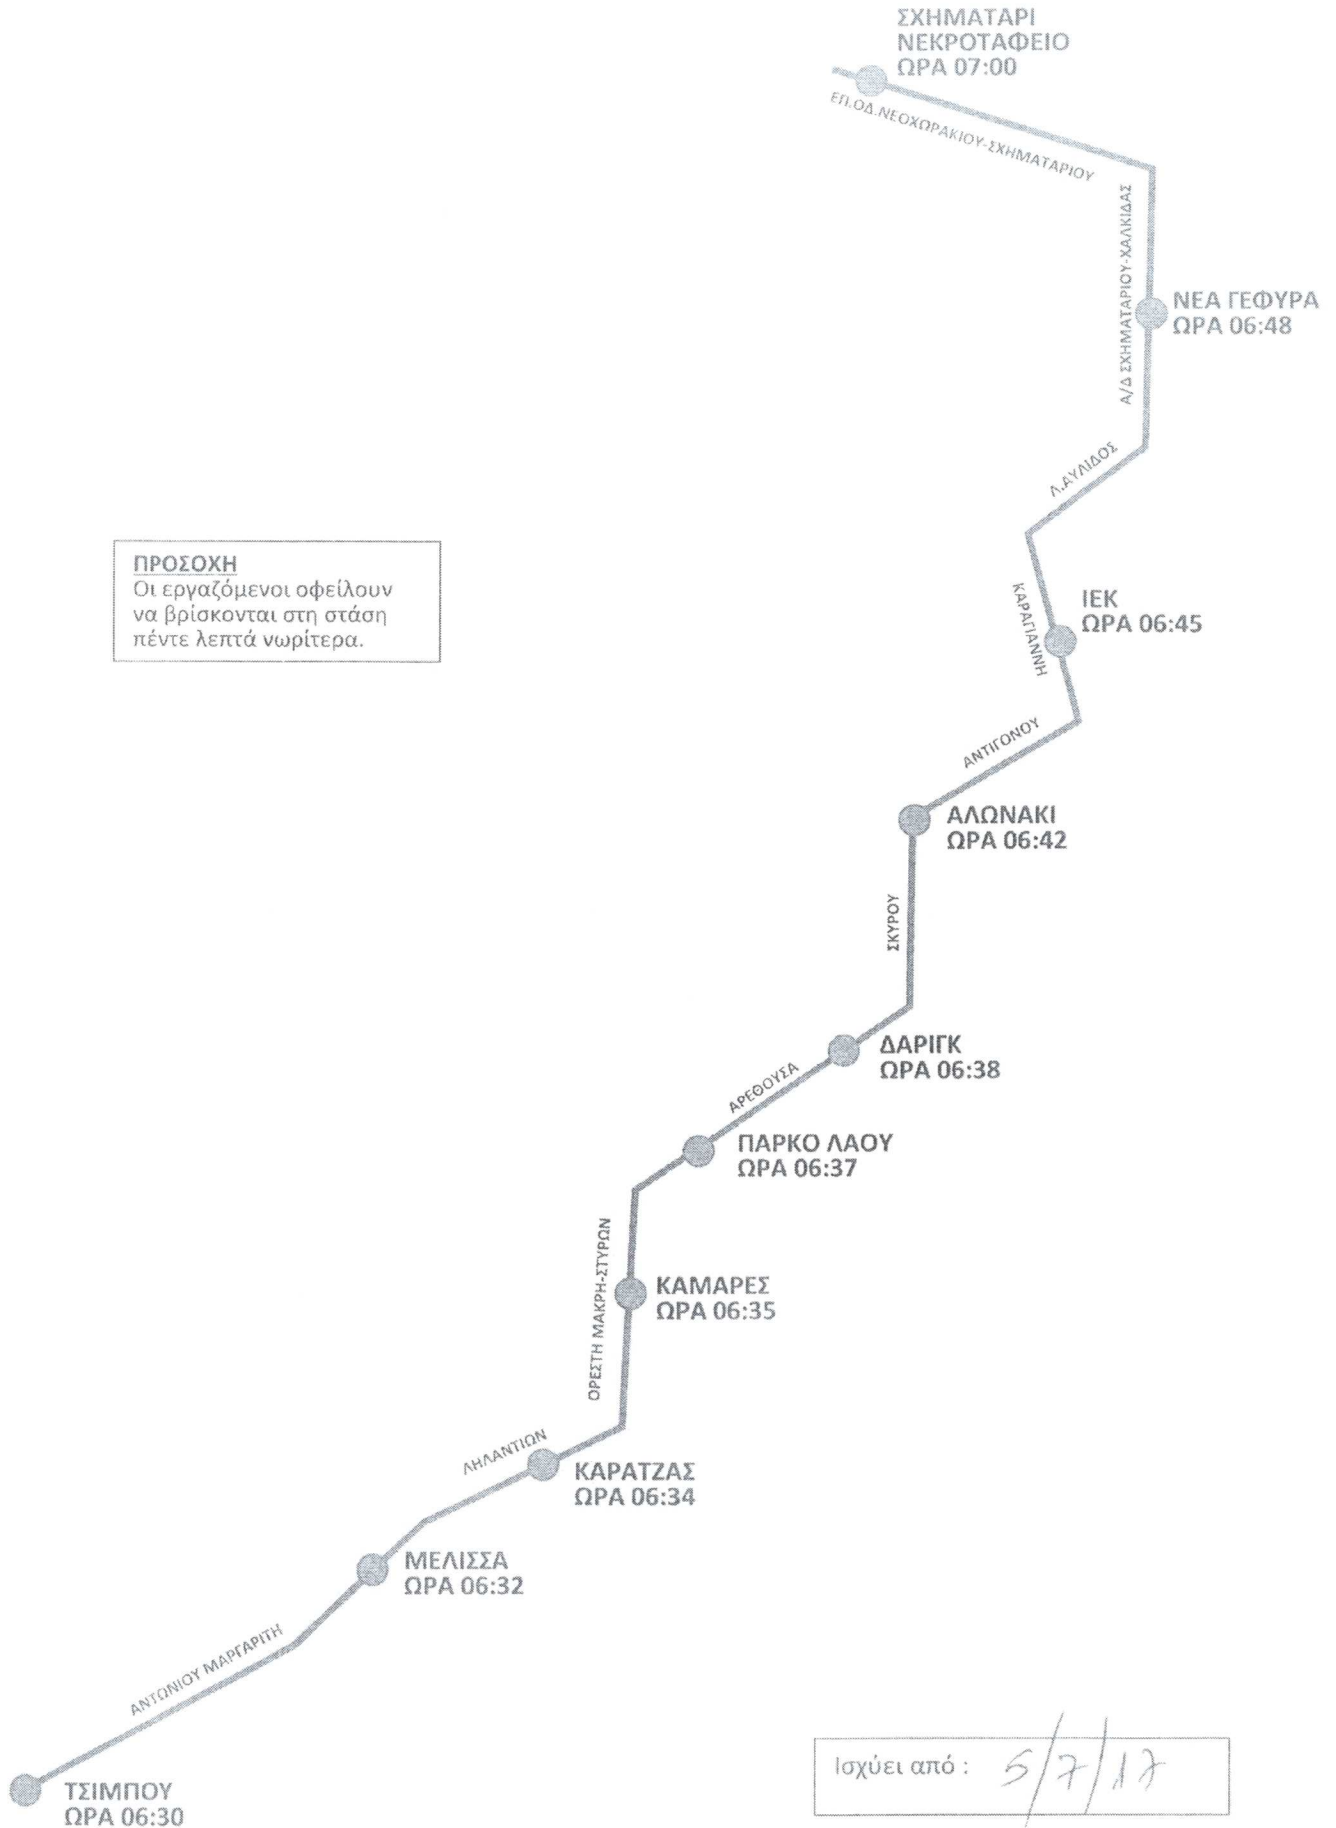 ΣΧΗΜΑΤΑΡΙ
ΝΕΚΡΟΤΑΦΕΙΟ
ΩΡΑ 07:00
ΕΠ.ΟΔ.ΝΕΟΧΩΡΑΚΙΟΥ-ΣΧΗΜΑΤΑΡΙΟΥ
Α/Δ ΣΧΗΜΑΤΑΡΙΟΥ-ΧΑΛΚΙΔΑΣ
ΝΕΑ ΓΕΦΥΡΑ
ΩΡΑ 06:48
Λ.ΑΥΛΙΔΟΣ
ΠΡΟΣΟΧΗ
Οι εργαζόμενοι οφείλουν
να βρίσκονται στη στάση
πέντε λεπτά νωρίτερα.
ΚΑΡΑΓΙΑΝΝΗ
ΙΕΚ
ΩΡΑ 06:45
ΑΝΤΙΓΟΝΟΥ
ΑΛΩΝΑΚΙ
ΩΡΑ 06:42
ΣΚΥΡΟΥ
ΔΑΡΙΓΚ
ΩΡΑ 06:38
ΑΡΕΘΟΥΣΑ
ΠΑΡΚΟ ΛΑΟΥ
ΩΡΑ 06:37
ΟΡΕΣΤΗ ΜΑΚΡΗ-ΣΤΥΡΩΝ
ΚΑΜΑΡΕΣ
ΩΡΑ 06:35
ΛΗΛΑΝΤΙΩΝ
ΚΑΡΑΤΖΑΣ
ΩΡΑ 06:34
ΜΕΛΙΣΣΑ
ΩΡΑ 06:32
ΑΝΤΩΝΙΟΥ ΜΑΡΓΑΡΙΤΗ
ΤΣΙΜΠΟΥ
ΩΡΑ 06:30
Ισχύει από : 5/7/17